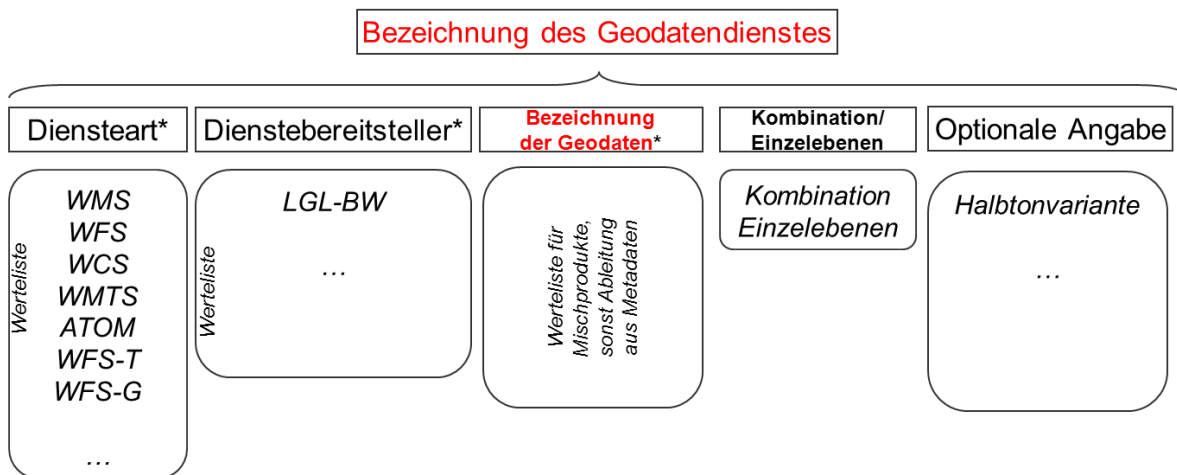 Bezeichnung des Geodatendienstes
Diensteart*
Dienstebereitsteller*
Bezeichnung
der Geodaten*
Kombination/
Einzelebenen
Optionale Angabe
Werteliste
WMS
WFS
WCS
WMTS
ATOM
WFS-T
WFS-G
...
Werteliste
LGL-BW
...
Werteliste für
Mischprodukte,
sonst Ableitung
aus Metadaten
Kombination
Einzelebenen
Halbtonvariante
...